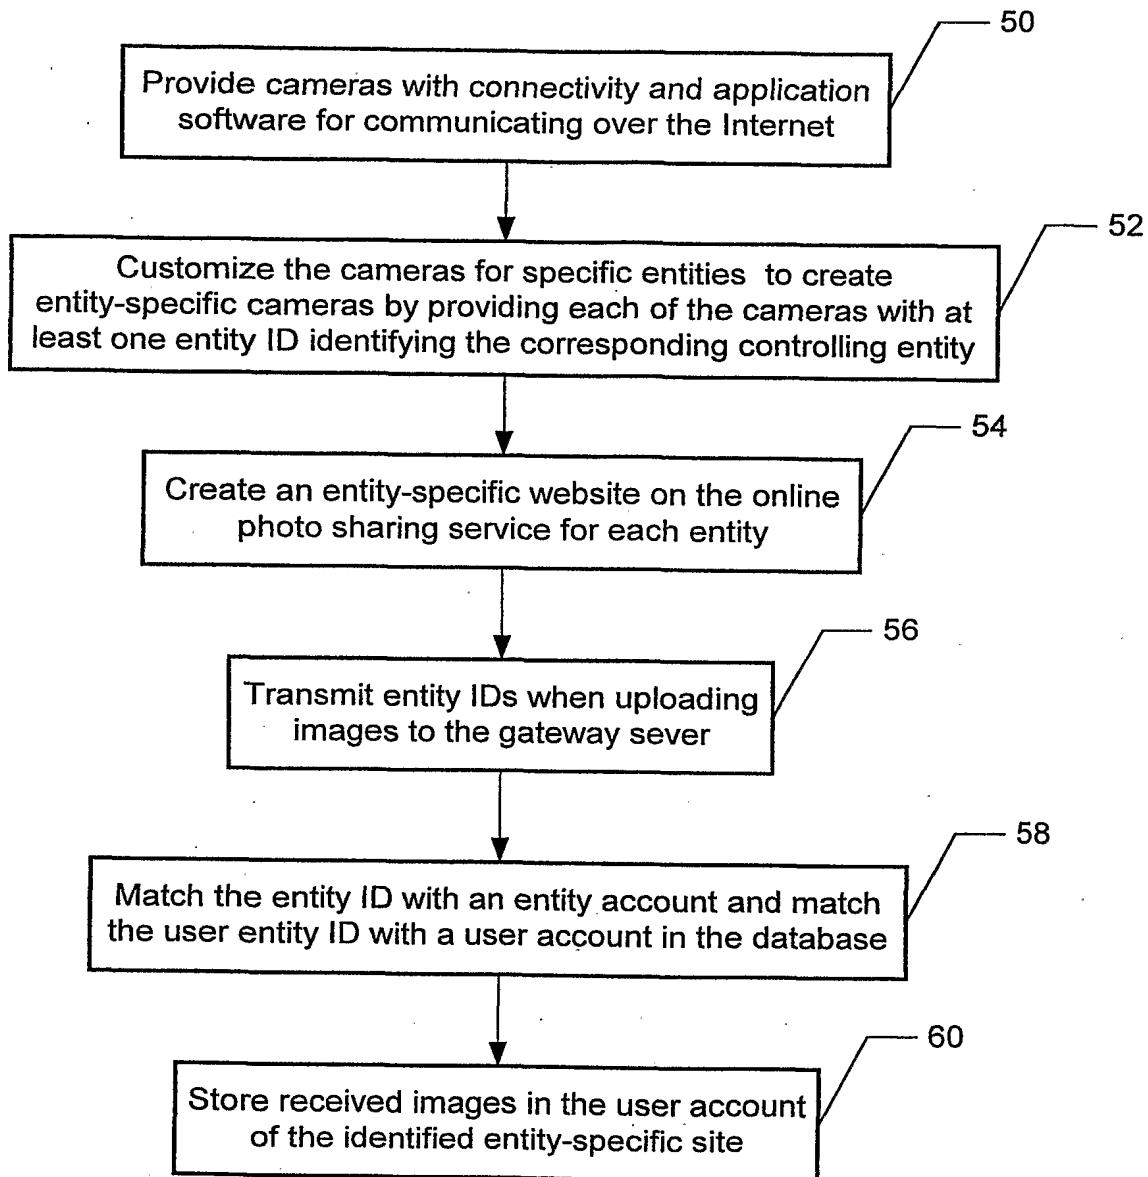 50
Provide cameras with connectivity and application
software for communicating over the Internet
52
Customize the cameras for specific entities to create
entity-specific cameras by providing each of the cameras with at
least one entity ID identifying the corresponding controlling entity
54
Create an entity-specific website on the online
photo sharing service for each entity
56
Transmit entity IDs when uploading
images to the gateway sever
58
Match the entity ID with an entity account and match
the user entity ID with a user account in the database
60
Store received images in the user account
of the identified entity-specific site